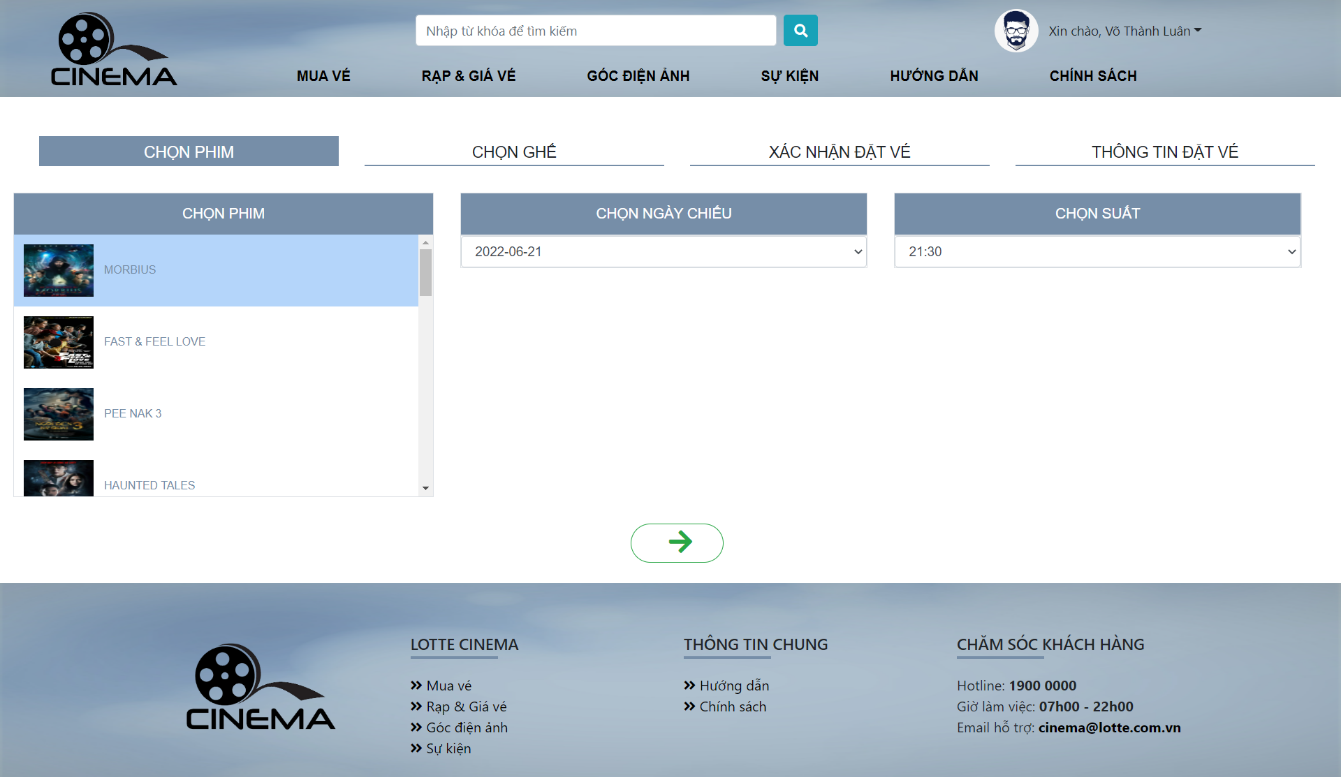 CINEMA
Nhập từ khóa để tìm kiếm
Xin chào, Võ Thành Luân
MUA VÉ
RẠP & GIÁ VÉ
GÓC ĐIỆN ẢNH
SỰ KIỆN
HƯỚNG DẪN
CHÍNH SÁCH
CHỌN PHIM
CHỌN GHẾ
XÁC NHẬN ĐẶT VÉ
THÔNG TIN ĐẶT VÉ
CHỌN PHIM
MORBIUS
FAST & FEEL LOVE
PEE NAK 3
HAUNTED TALES
CHỌN NGÀY CHIẾU
2022-06-21
CHỌN SUẤT
21:30
CINEMA
LOTTE CINEMA
Mua vé
Rạp & Giá vé
Góc điện ảnh
Sự kiện
THÔNG TIN CHUNG
Hướng dẫn
Chính sách
CHĂM SÓC KHÁCH HÀNG
Hotline: 1900 0000
Giờ làm việc: 07h00 - 22h00
Email hỗ trợ: cinema@lotte.com.vn